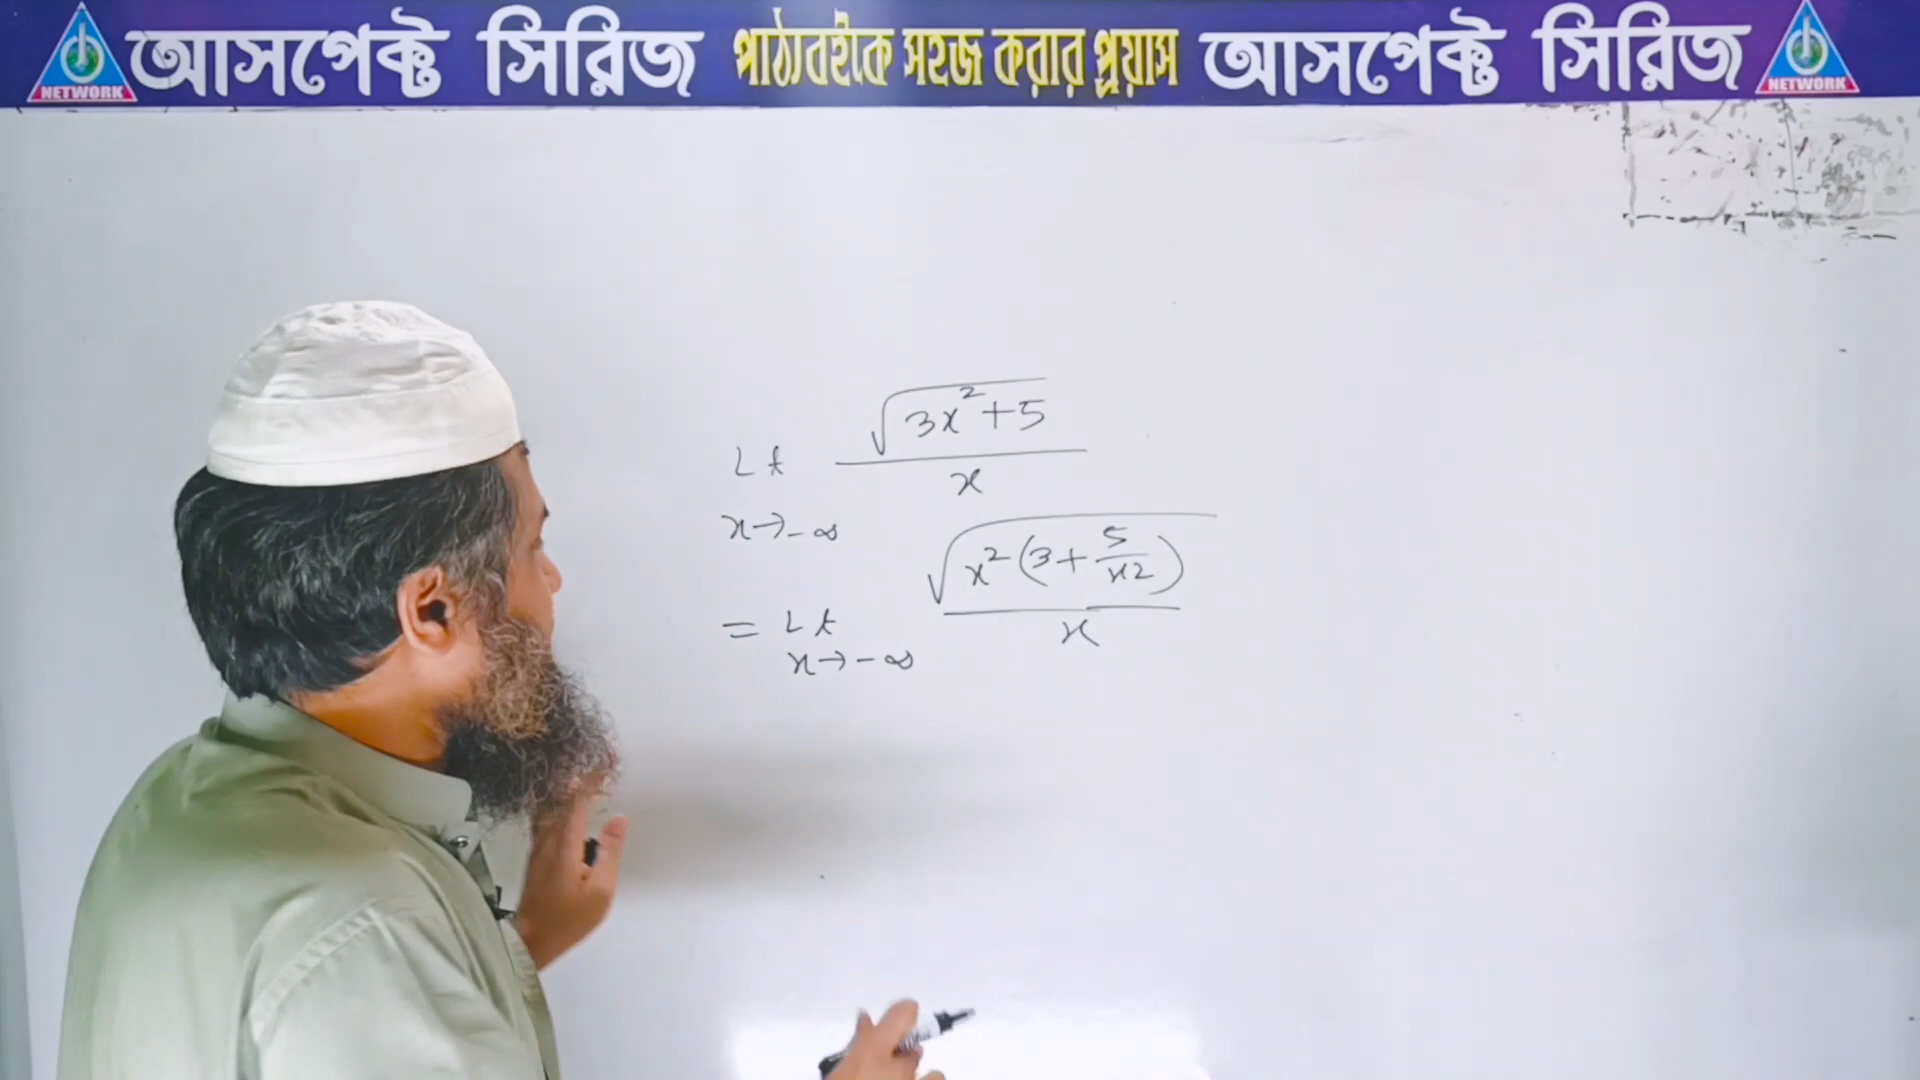 আসপেক্ট সিরিজ পাঠ্যবইকে সহজ করার প্রয়াস আসপেক্ট সিরিজ
NETWORK NETWORK
Lt √(3x²+5) / x
x→-∞
= Lt √(x²(3+5/x2)) / x
x→-∞